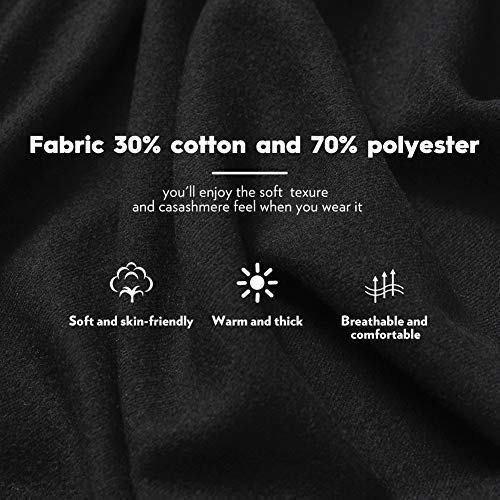 Fabric 30% cotton and 70% polyester
you'll enjoy the soft texure
and casashmere feel when you wear it
Soft and skin-friendly
Warm and thick
Breathable and
comfortable